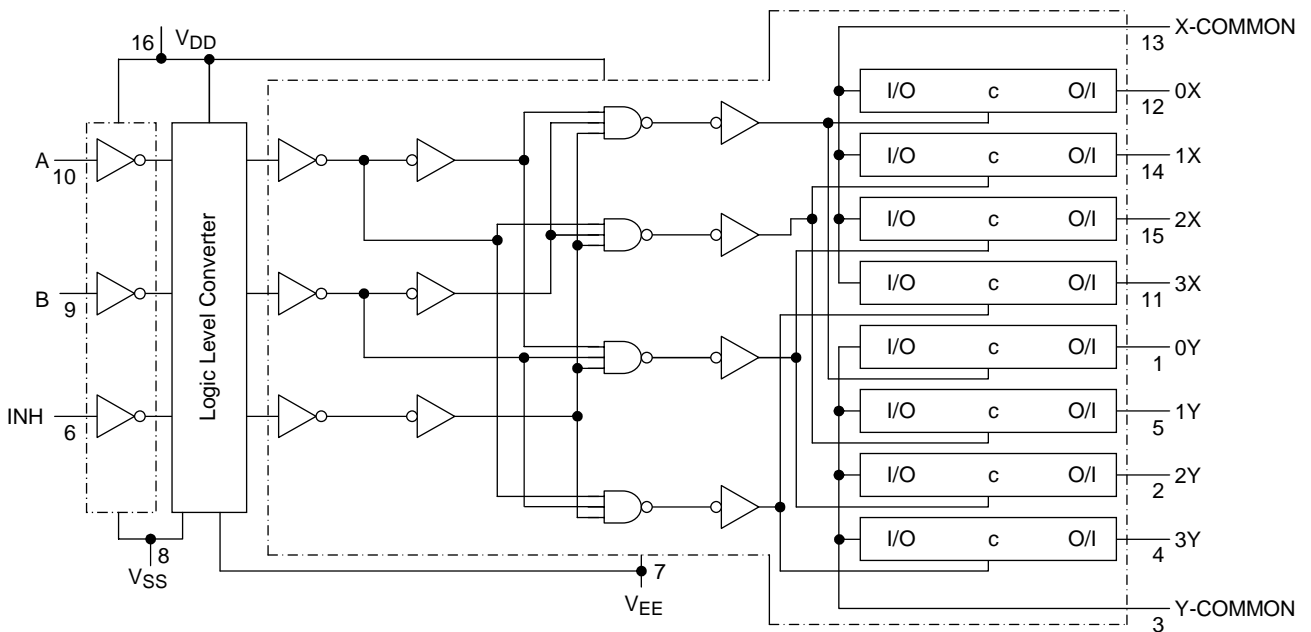 16 VDD
X-COMMON
13
I/O c O/I 0X
12
A
10
I/O c O/I 1X
14
I/O c O/I 2X
15
B
9
Logic Level Converter
I/O c O/I 3X
11
I/O c O/I 0Y
1
INH
6
I/O c O/I 1Y
5
I/O c O/I 2Y
2
I/O c O/I 3Y
4
8
VSS
7
VEE
Y-COMMON
3